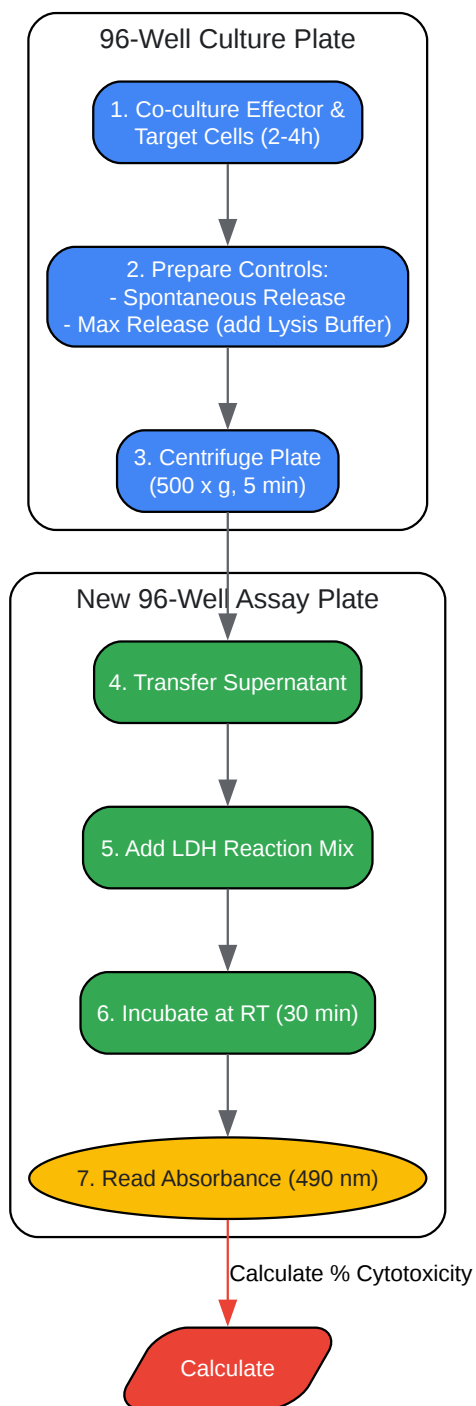 96-Well Culture Plate
1. Co-culture Effector &
Target Cells (2-4h)
2. Prepare Controls:
- Spontaneous Release
- Max Release (add Lysis Buffer)
3. Centrifuge Plate
(500 x g, 5 min)
New 96-Well Assay Plate
4. Transfer Supernatant
5. Add LDH Reaction Mix
6. Incubate at RT (30 min)
7. Read Absorbance (490 nm)
Calculate % Cytotoxicity
Calculate